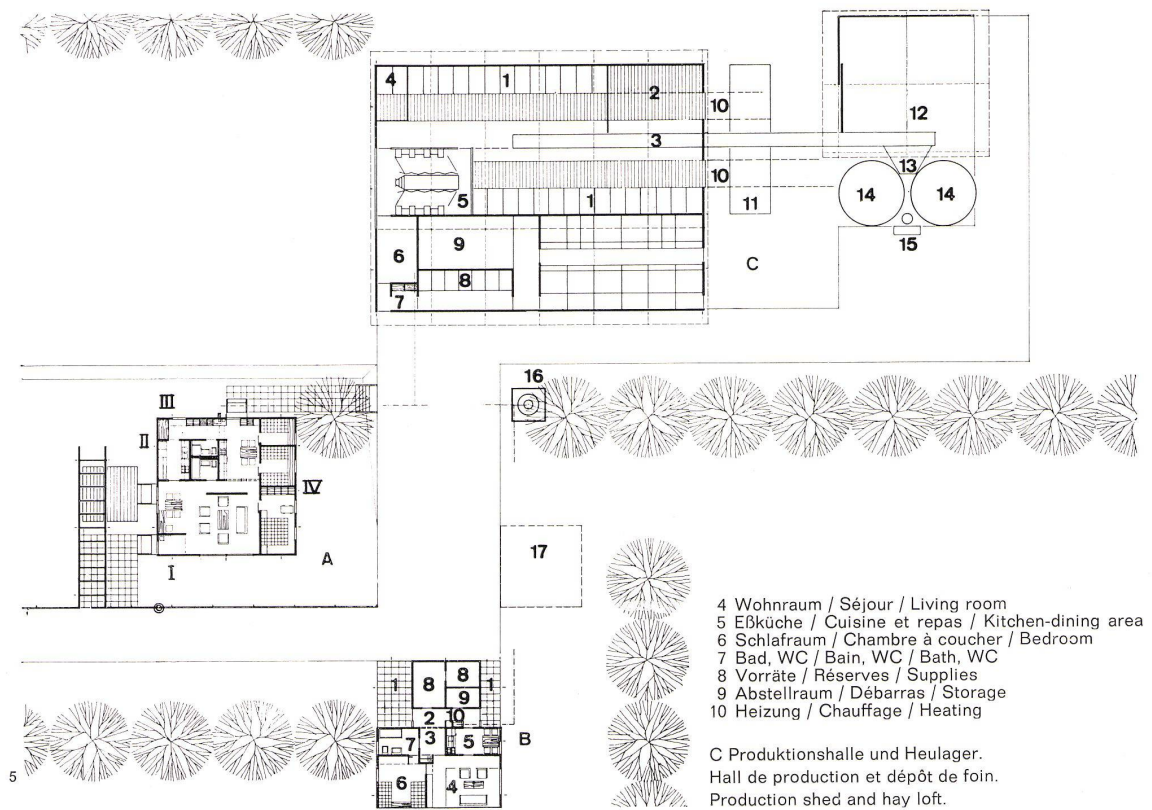 4
1
2
10
3
12
10
13
5
1
11
14
14
9
15
6
C
8
7
16
III
II
IV
17
A
I
4 Wohnraum / Séjour / Living room
5 Eßküche / Cuisine et repas / Kitchen-dining area
6 Schlafraum / Chambre à coucher / Bedroom
7 Bad, WC / Bain, WC / Bath, WC
8 Vorräte / Réserves / Supplies
9 Abstellraum / Débarras / Storage
10 Heizung / Chauffage / Heating
1
8
8
1
9
2
10
7
3
5
B
6
4
5
C Produktionshalle und Heulager.
Hall de production et dépôt de foin.
Production shed and hay loft.